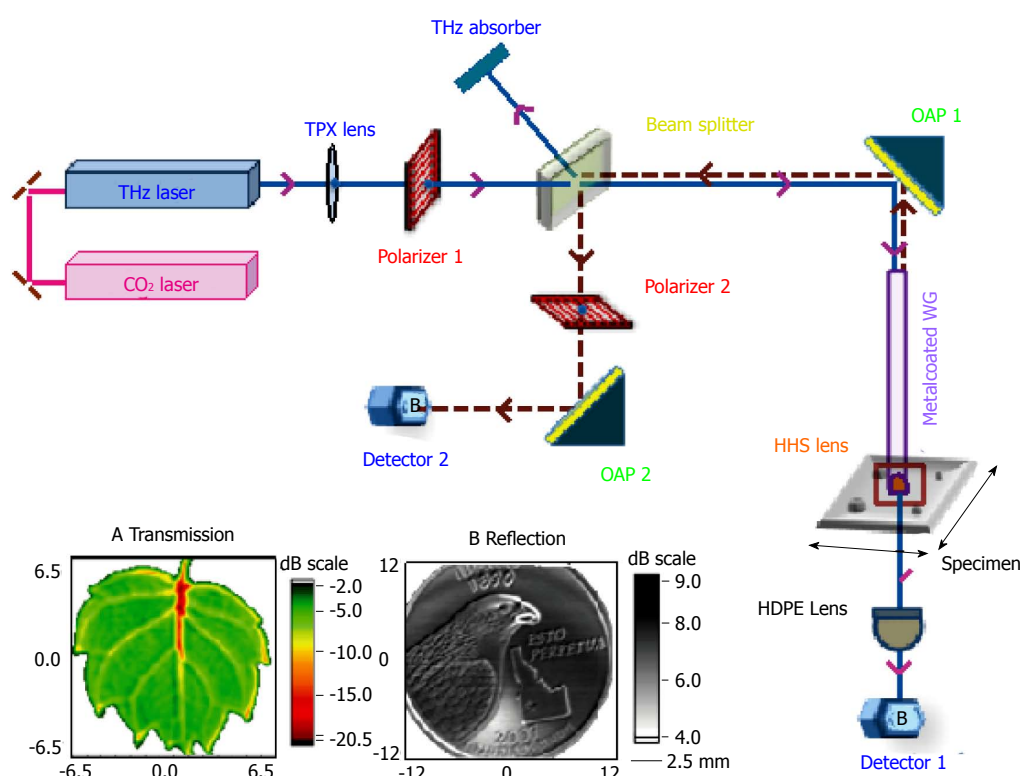 THz absorber
OAP 1
Beam splitter
TPX lens
THz laser
Polarizer 1
CO₂ laser
Polarizer 2
Metalcoated WG
B
Detector 2
OAP 2
HHS lens
Specimen
HDPE Lens
B
Detector 1
A Transmission
dB scale
6.5
0.0
-6.5
-6.5 0.0 6.5
-2.0
-5.0
-10.0
-15.0
-20.5
B Reflection
dB scale
12
0
-12
-12 0 12
1890
ESTO
PERPETUA
9.0
8.0
6.0
4.0
2.5 mm